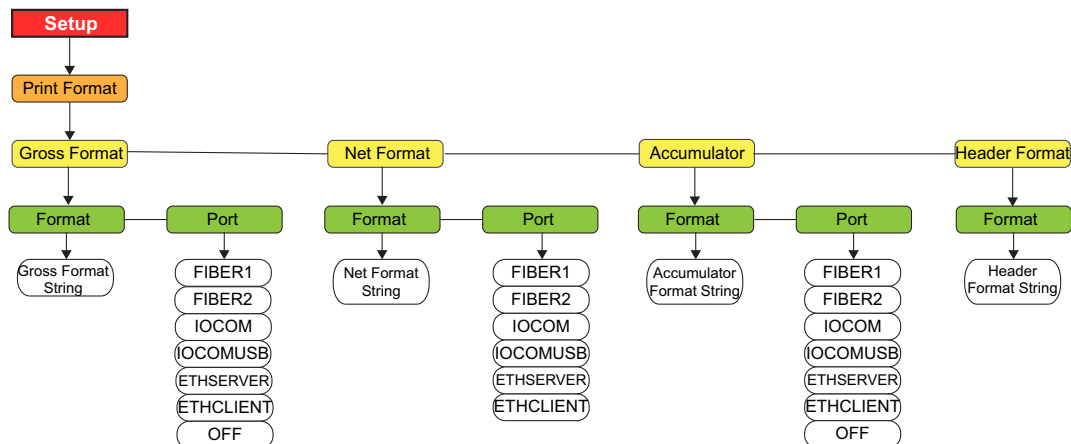 Setup
Print Format
Gross Format
Net Format
Accumulator
Header Format
Format
Port
Format
Port
Format
Port
Format
Gross Format
String
FIBER1
FIBER2
IOCOM
IOCOMUSB
ETHSERVER
ETHCLIENT
OFF
Net Format
String
FIBER1
FIBER2
IOCOM
IOCOMUSB
ETHSERVER
ETHCLIENT
Accumulator
Format String
FIBER1
FIBER2
IOCOM
IOCOMUSB
ETHSERVER
ETHCLIENT
OFF
Header
Format String